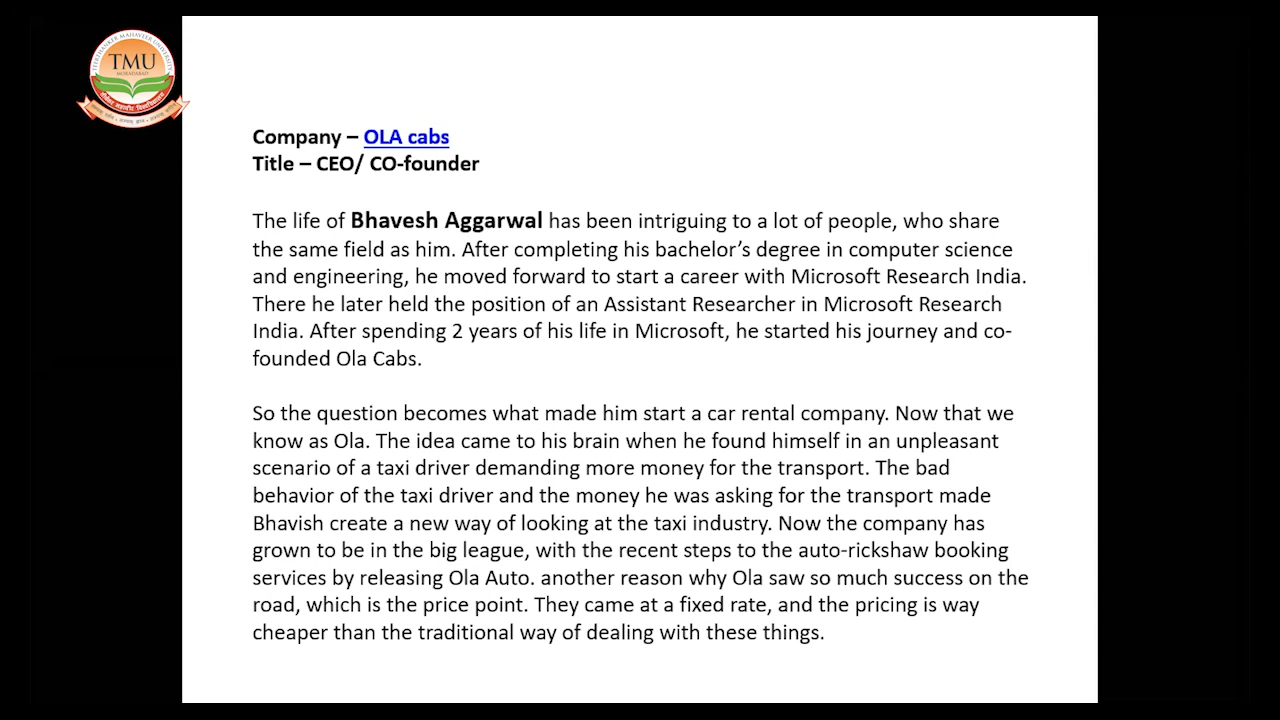 TEERTHANKER MAHAVEER UNIVERSITY
TMU
MORADABAD
Company – OLA cabs
Title – CEO/ CO-founder
The life of Bhavesh Aggarwal has been intriguing to a lot of people, who share
the same field as him. After completing his bachelor’s degree in computer science
and engineering, he moved forward to start a career with Microsoft Research India.
There he later held the position of an Assistant Researcher in Microsoft Research
India. After spending 2 years of his life in Microsoft, he started his journey and co-
founded Ola Cabs.
So the question becomes what made him start a car rental company. Now that we
know as Ola. The idea came to his brain when he found himself in an unpleasant
scenario of a taxi driver demanding more money for the transport. The bad
behavior of the taxi driver and the money he was asking for the transport made
Bhavish create a new way of looking at the taxi industry. Now the company has
grown to be in the big league, with the recent steps to the auto-rickshaw booking
services by releasing Ola Auto. another reason why Ola saw so much success on the
road, which is the price point. They came at a fixed rate, and the pricing is way
cheaper than the traditional way of dealing with these things.